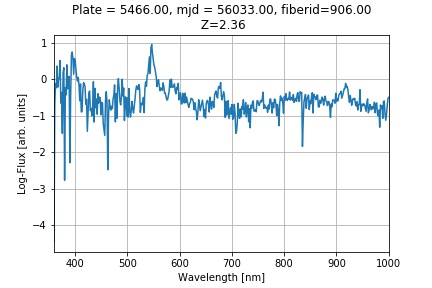 Plate = 5466.00, mjd = 56033.00, fiberid=906.00
Z=2.36
1
0
−1
−2
−3
−4
Log-Flux [arb. units]
400 500 600 700 800 900 1000
Wavelength [nm]